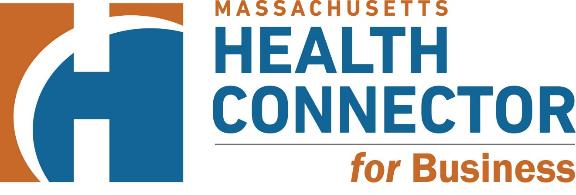 MASSACHUSETTS
HEALTH
CONNECTOR
for Business